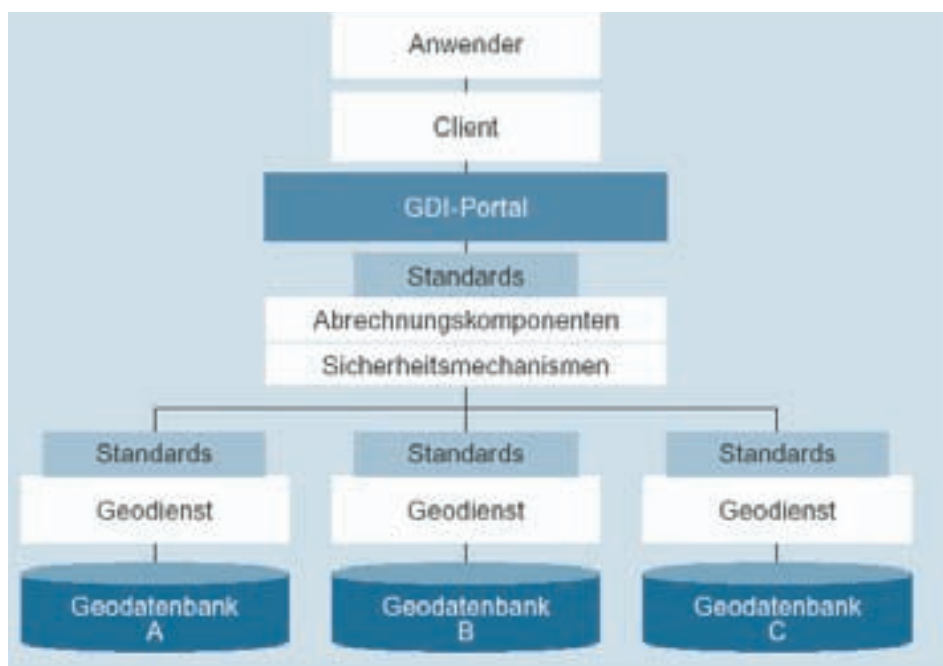 Anwender
Client
GDI-Portal
Standards
Abrechnungskomponenten
Sicherheitsmechanismen
Standards
Standards
Standards
Geodienst
Geodienst
Geodienst
Geodatenbank
A
Geodatenbank
B
Geodatenbank
C